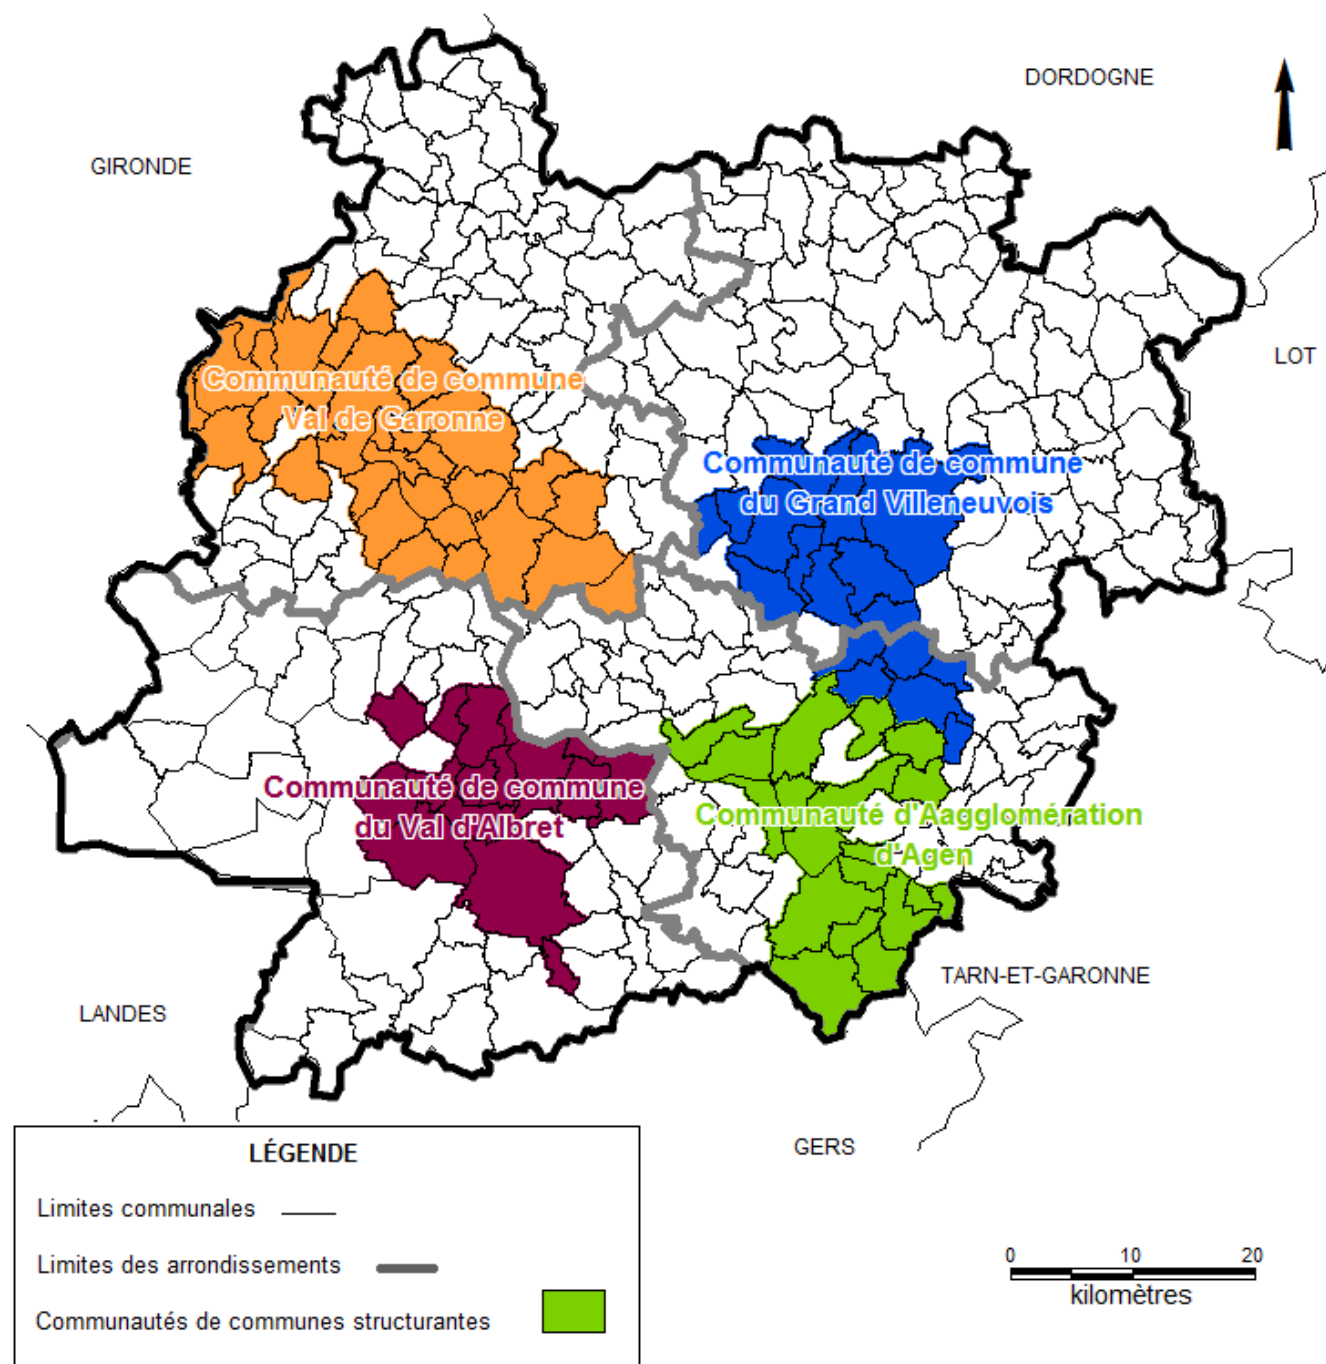 DORDOGNE
GIRONDE
LOT
Communauté de commune
Val de Garonne
Communauté de commune
du Grand Villeneuvois
Communauté de commune
du Val d'Albret
Communauté d'Aagglomération
d'Agen
TARN-ET-GARONNE
LANDES
GERS
LÉGENDE
Limites communales
Limites des arrondissements
Communautés de communes structurantes
0 10 20
kilomètres